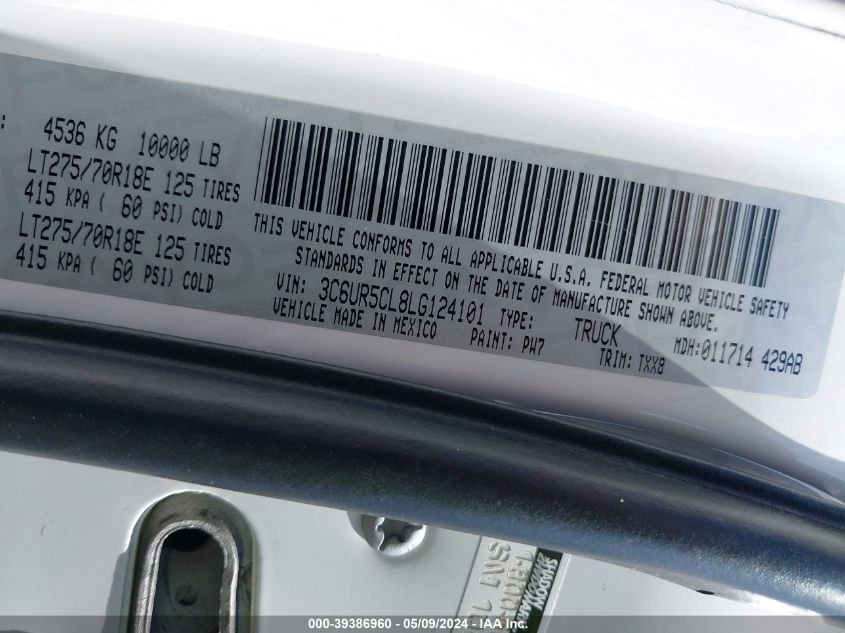 4536 KG 10000 LB
LT275/70R18E 125 TIRES
415 KPA ( 60 PSI) COLD
LT275/70R18E 125 TIRES
415 KPA ( 60 PSI) COLD
THIS VEHICLE CONFORMS TO ALL APPLICABLE U.S.A. FEDERAL MOTOR VEHICLE SAFETY
STANDARDS IN EFFECT ON THE DATE OF MANUFACTURE SHOWN ABOVE.
VIN: 3C6UR5CL8LG124101 TYPE: TRUCK MDH:011714 429AB
VEHICLE MADE IN MEXICO PAINT: PW7 TRIM: TXX8
SHADOW
000-39386960 - 05/09/2024 - IAA Inc.